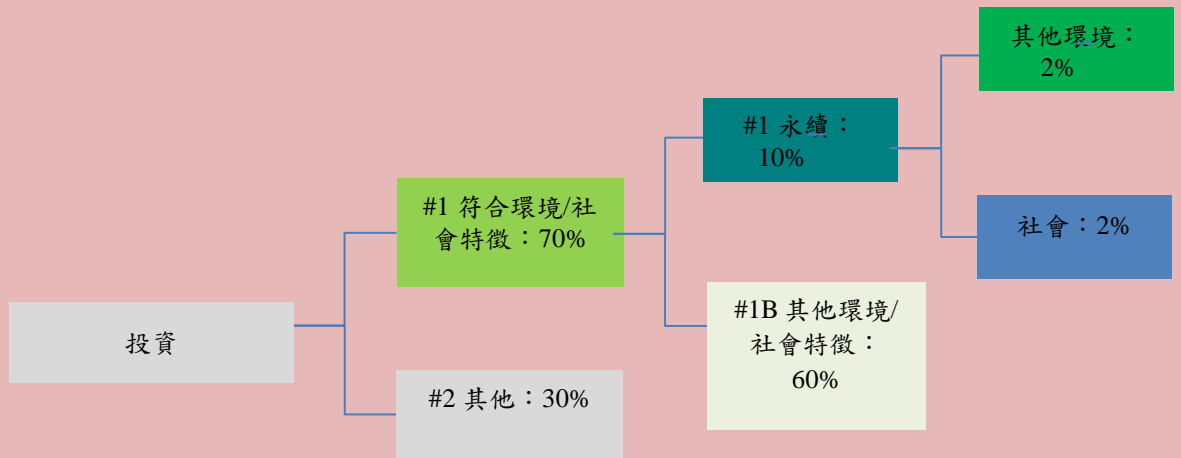 其他環境：
2%
#1 永續：
10%
#1 符合環境/社
會特徵：70%
社會：2%
#1B 其他環境/
社會特徵：
60%
投資
#2 其他：30%